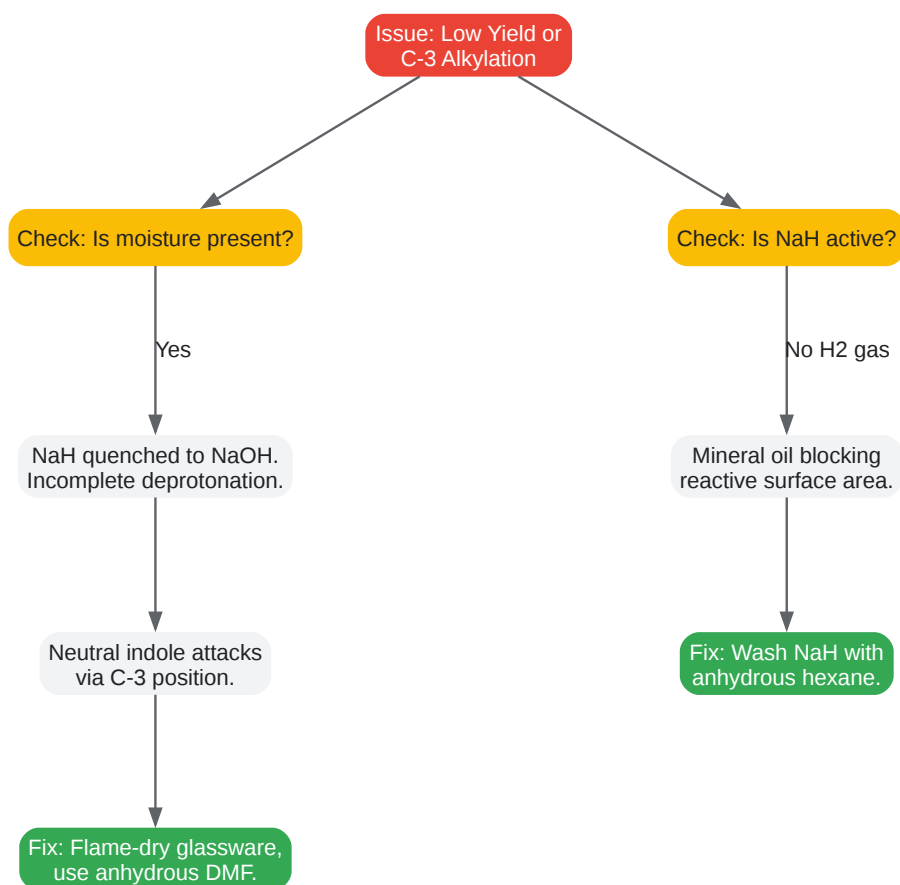 Issue: Low Yield or
C-3 Alkylation
Check: Is moisture present?
Check: Is NaH active?
Yes
No H2 gas
NaH quenched to NaOH.
Incomplete deprotonation.
Mineral oil blocking
reactive surface area.
Neutral indole attacks
via C-3 position.
Fix: Wash NaH with
anhydrous hexane.
Fix: Flame-dry glassware,
use anhydrous DMF.